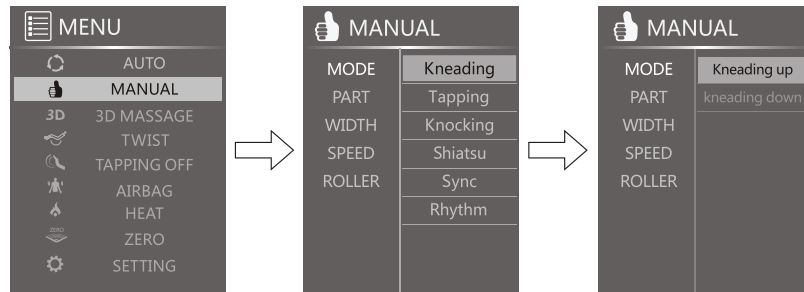 MENU
AUTO
MANUAL
3D 3D MASSAGE
TWIST
TAPPING OFF
AIRBAG
HEAT
ZERO ZERO
SETTING
MANUAL
MODE Kneading
PART Tapping
WIDTH Knocking
SPEED Shiatsu
ROLLER Sync
Rhythm
MANUAL
MODE Kneading up
PART kneading down
WIDTH
SPEED
ROLLER